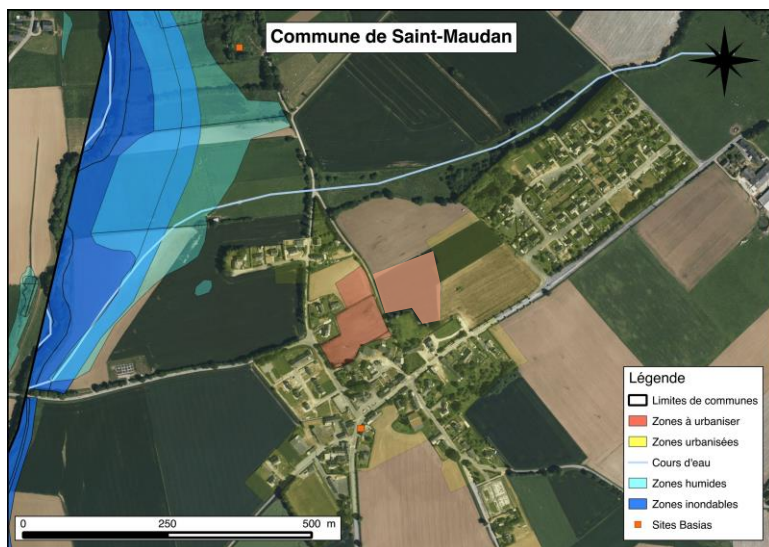 Commune de Saint-Maudan
Légende
Limites de communes
Zones à urbaniser
Zones urbanisées
Cours d'eau
Zones humides
Zones inondables
Sites Basias
0 250 500 m